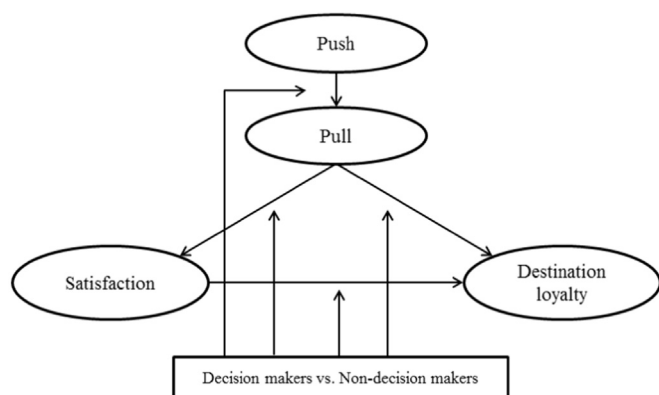 Push
Pull
Satisfaction
Destination
loyalty
Decision makers vs. Non-decision makers